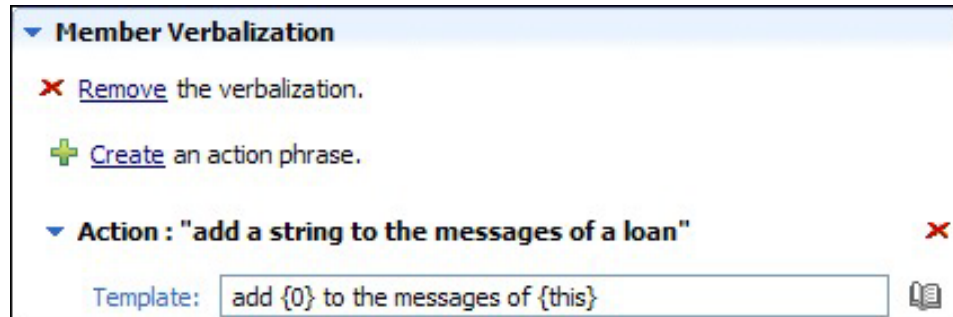 Member Verbalization
Remove the verbalization.
Create an action phrase.
Action : "add a string to the messages of a loan"
Template: add {0} to the messages of {this}